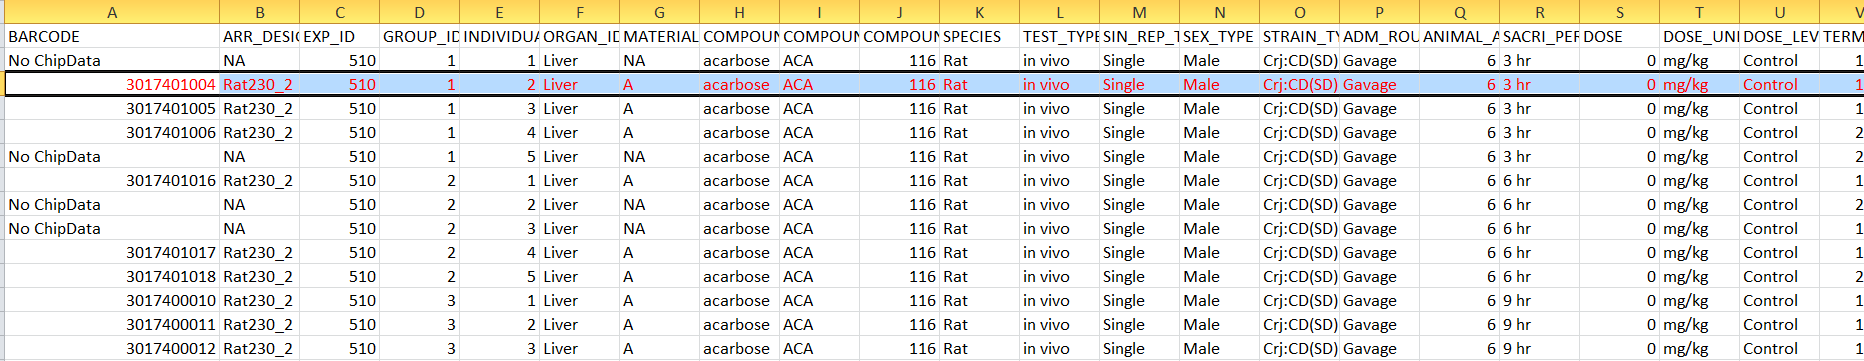 A B C D E F G H I J K L M N O P Q R S T U V
BARCODE ARR_DESIG EXP_ID GROUP_ID INDIVIDUA ORGAN_ID MATERIAL COMPOUN COMPOUN COMPOUN SPECIES TEST_TYPE SIN_REP_T SEX_TYPE STRAIN_TY ADM_ROU ANIMAL_A SACRI_PER DOSE DOSE_UNI DOSE_LEV TERM
No ChipData NA 510 1 1 Liver NA acarbose ACA 116 Rat in vivo Single Male Crj:CD(SD) Gavage 6 3 hr 0 mg/kg Control 1
3017401004 Rat230_2 510 1 2 Liver A acarbose ACA 116 Rat in vivo Single Male Crj:CD(SD) Gavage 6 3 hr 0 mg/kg Control 1
3017401005 Rat230_2 510 1 3 Liver A acarbose ACA 116 Rat in vivo Single Male Crj:CD(SD) Gavage 6 3 hr 0 mg/kg Control 1
3017401006 Rat230_2 510 1 4 Liver A acarbose ACA 116 Rat in vivo Single Male Crj:CD(SD) Gavage 6 3 hr 0 mg/kg Control 2
No ChipData NA 510 1 5 Liver NA acarbose ACA 116 Rat in vivo Single Male Crj:CD(SD) Gavage 6 3 hr 0 mg/kg Control 2
3017401016 Rat230_2 510 2 1 Liver A acarbose ACA 116 Rat in vivo Single Male Crj:CD(SD) Gavage 6 6 hr 0 mg/kg Control 1
No ChipData NA 510 2 2 Liver NA acarbose ACA 116 Rat in vivo Single Male Crj:CD(SD) Gavage 6 6 hr 0 mg/kg Control 1
No ChipData NA 510 2 3 Liver NA acarbose ACA 116 Rat in vivo Single Male Crj:CD(SD) Gavage 6 6 hr 0 mg/kg Control 1
3017401017 Rat230_2 510 2 4 Liver A acarbose ACA 116 Rat in vivo Single Male Crj:CD(SD) Gavage 6 6 hr 0 mg/kg Control 1
3017401018 Rat230_2 510 2 5 Liver A acarbose ACA 116 Rat in vivo Single Male Crj:CD(SD) Gavage 6 6 hr 0 mg/kg Control 2
3017400010 Rat230_2 510 3 1 Liver A acarbose ACA 116 Rat in vivo Single Male Crj:CD(SD) Gavage 6 9 hr 0 mg/kg Control 1
3017400011 Rat230_2 510 3 2 Liver A acarbose ACA 116 Rat in vivo Single Male Crj:CD(SD) Gavage 6 9 hr 0 mg/kg Control 1
3017400012 Rat230_2 510 3 3 Liver A acarbose ACA 116 Rat in vivo Single Male Crj:CD(SD) Gavage 6 9 hr 0 mg/kg Control 1